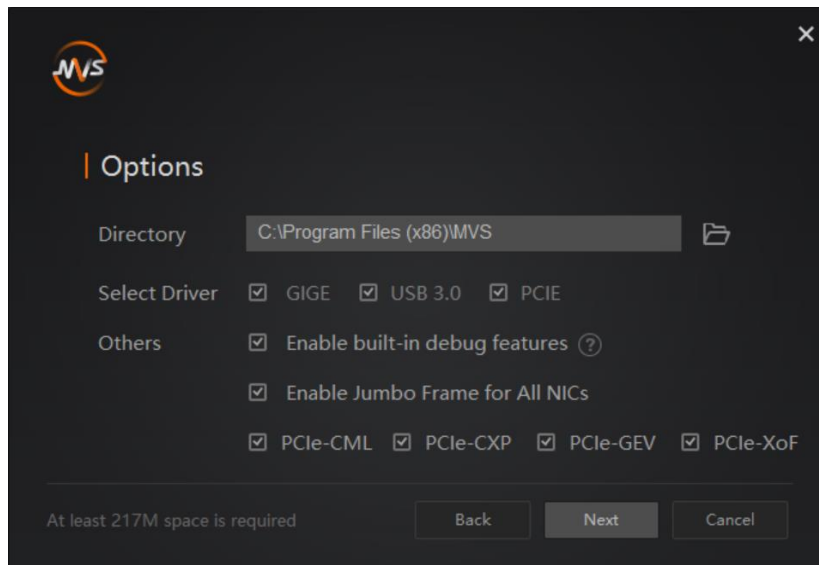 MVS
Options
Directory C:\Program Files (x86)\MVS
Select Driver GIGE USB 3.0 PCIE
Others Enable built-in debug features ?
Enable Jumbo Frame for All NICs
PCIe-CML PCIe-CXP PCIe-GEV PCIe-XoF
At least 217M space is required Back Next Cancel